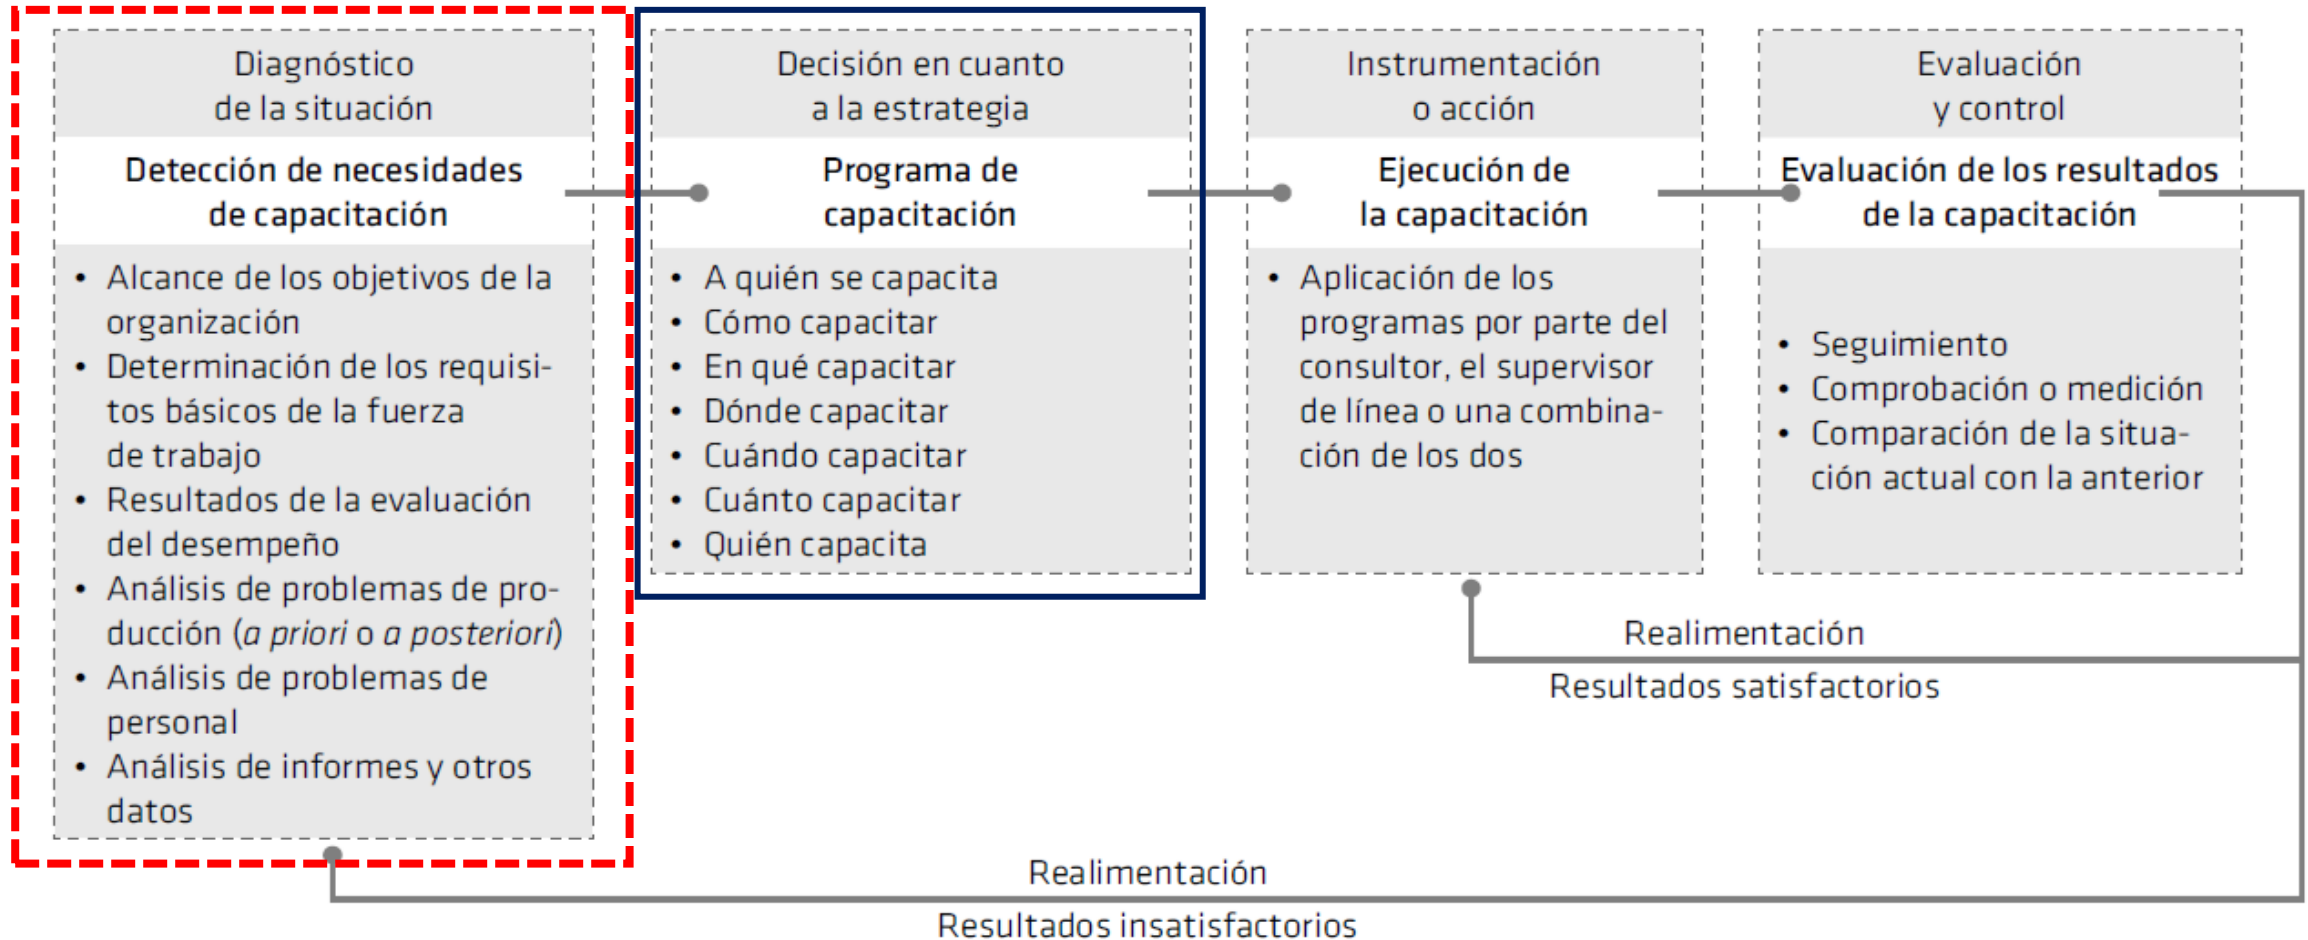 Diagnóstico
de la situación
Detección de necesidades
de capacitación
• Alcance de los objetivos de la
organización
• Determinación de los requisi-
tos básicos de la fuerza
de trabajo
• Resultados de la evaluación
del desempeño
• Análisis de problemas de pro-
ducción (a priori o a posteriori)
• Análisis de problemas de
personal
• Análisis de informes y otros
datos
Decisión en cuanto
a la estrategia
Programa de
capacitación
• A quién se capacita
• Cómo capacitar
• En qué capacitar
• Dónde capacitar
• Cuándo capacitar
• Cuánto capacitar
• Quién capacita
Instrumentación
o acción
Ejecución de
la capacitación
• Aplicación de los
programas por parte del
consultor, el supervisor
de línea o una combina-
ción de los dos
Evaluación
y control
Evaluación de los resultados
de la capacitación
• Seguimiento
• Comprobación o medición
• Comparación de la situa-
ción actual con la anterior
Realimentación
Resultados satisfactorios
Realimentación
Resultados insatisfactorios